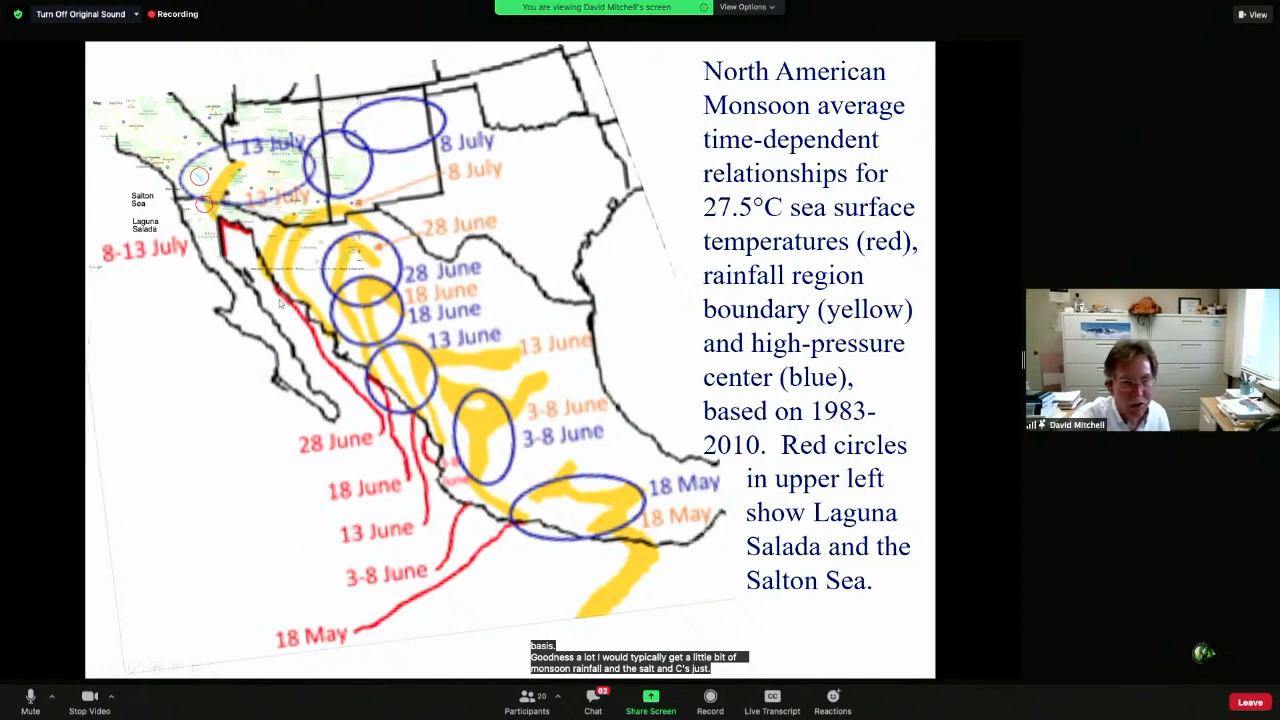 Turn Off Original Sound
Recording
You are viewing David Mitchell's screen
View Options
View
North American
Monsoon average
time-dependent
relationships for
27.5°C sea surface
temperatures (red),
rainfall region
boundary (yellow)
and high-pressure
center (blue),
based on 1983-
2010. Red circles
in upper left
show Laguna
Salada and the
Salton Sea.
13 July
8 July
8 July
13 July
Salton
Sea
Laguna
Salada
8-13 July
28 June
28 June
18 June
18 June
13 June
13 June
3-8 June
3-8 June
28 June
18 June
18 May
18 May
13 June
3-8 June
18 May
David Mitchell
basis.
Goodness a lot I would typically get a little bit of
monsoon rainfall and the salt and C's just.
Mute
Stop Video
Participants
20
Chat
62
Share Screen
Record
CC
Live Transcript
Reactions
Leave